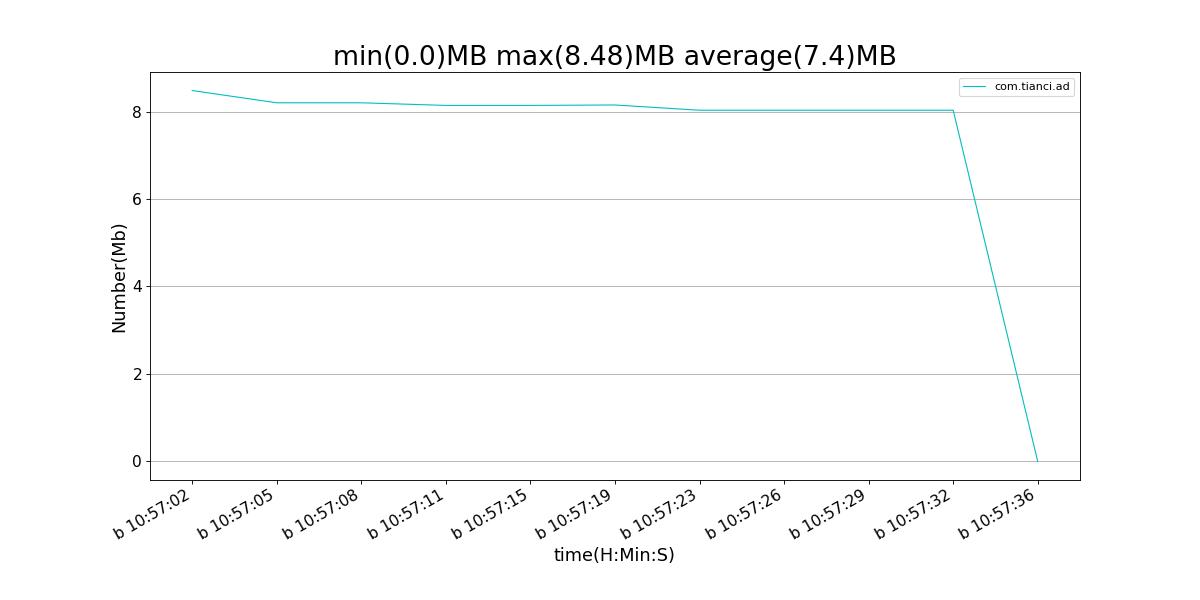 min(0.0)MB max(8.48)MB average(7.4)MB
com.tianci.ad
8
6
4
2
0
Number(Mb)
b 10:57:02
b 10:57:05
b 10:57:08
b 10:57:11
b 10:57:15
b 10:57:19
b 10:57:23
b 10:57:26
b 10:57:29
b 10:57:32
b 10:57:36
time(H:Min:S)